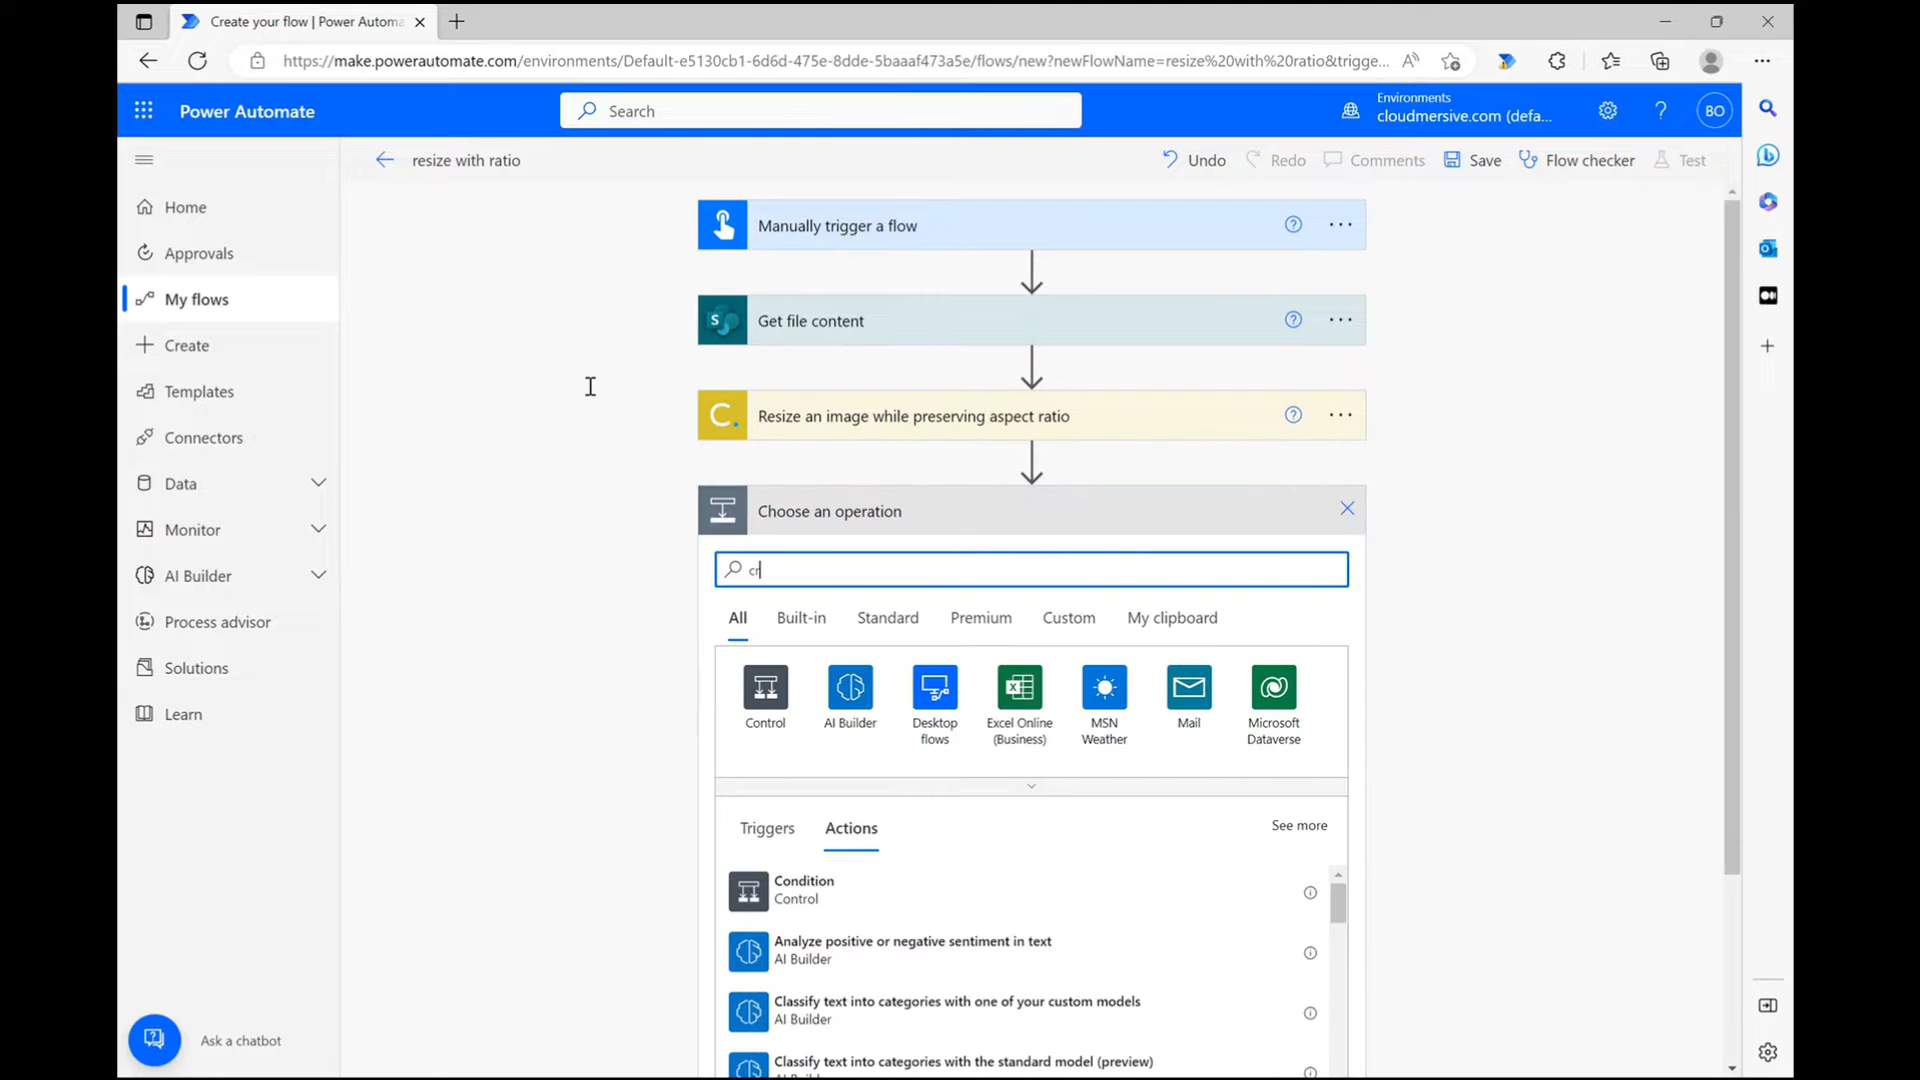 Create your flow | Power Automa
https://make.powerautomate.com/environments/Default-e5130cb1-6d6d-475e-8dde-5baaaf473a5e/flows/new?newFlowName=resize%20with%20ratio&trigge...
Power Automate
Search
Environments
cloudmersive.com (defa...
BO
resize with ratio
Undo
Redo
Comments
Save
Flow checker
Test
Home
Approvals
My flows
Create
Templates
Connectors
Data
Monitor
AI Builder
Process advisor
Solutions
Learn
Ask a chatbot
Manually trigger a flow
Get file content
Resize an image while preserving aspect ratio
Choose an operation
cr
All
Built-in
Standard
Premium
Custom
My clipboard
Control
AI Builder
Desktop
flows
Excel Online
(Business)
MSN
Weather
Mail
Microsoft
Dataverse
Triggers
Actions
See more
Condition
Control
Analyze positive or negative sentiment in text
AI Builder
Classify text into categories with one of your custom models
AI Builder
Classify text into categories with the standard model (preview)